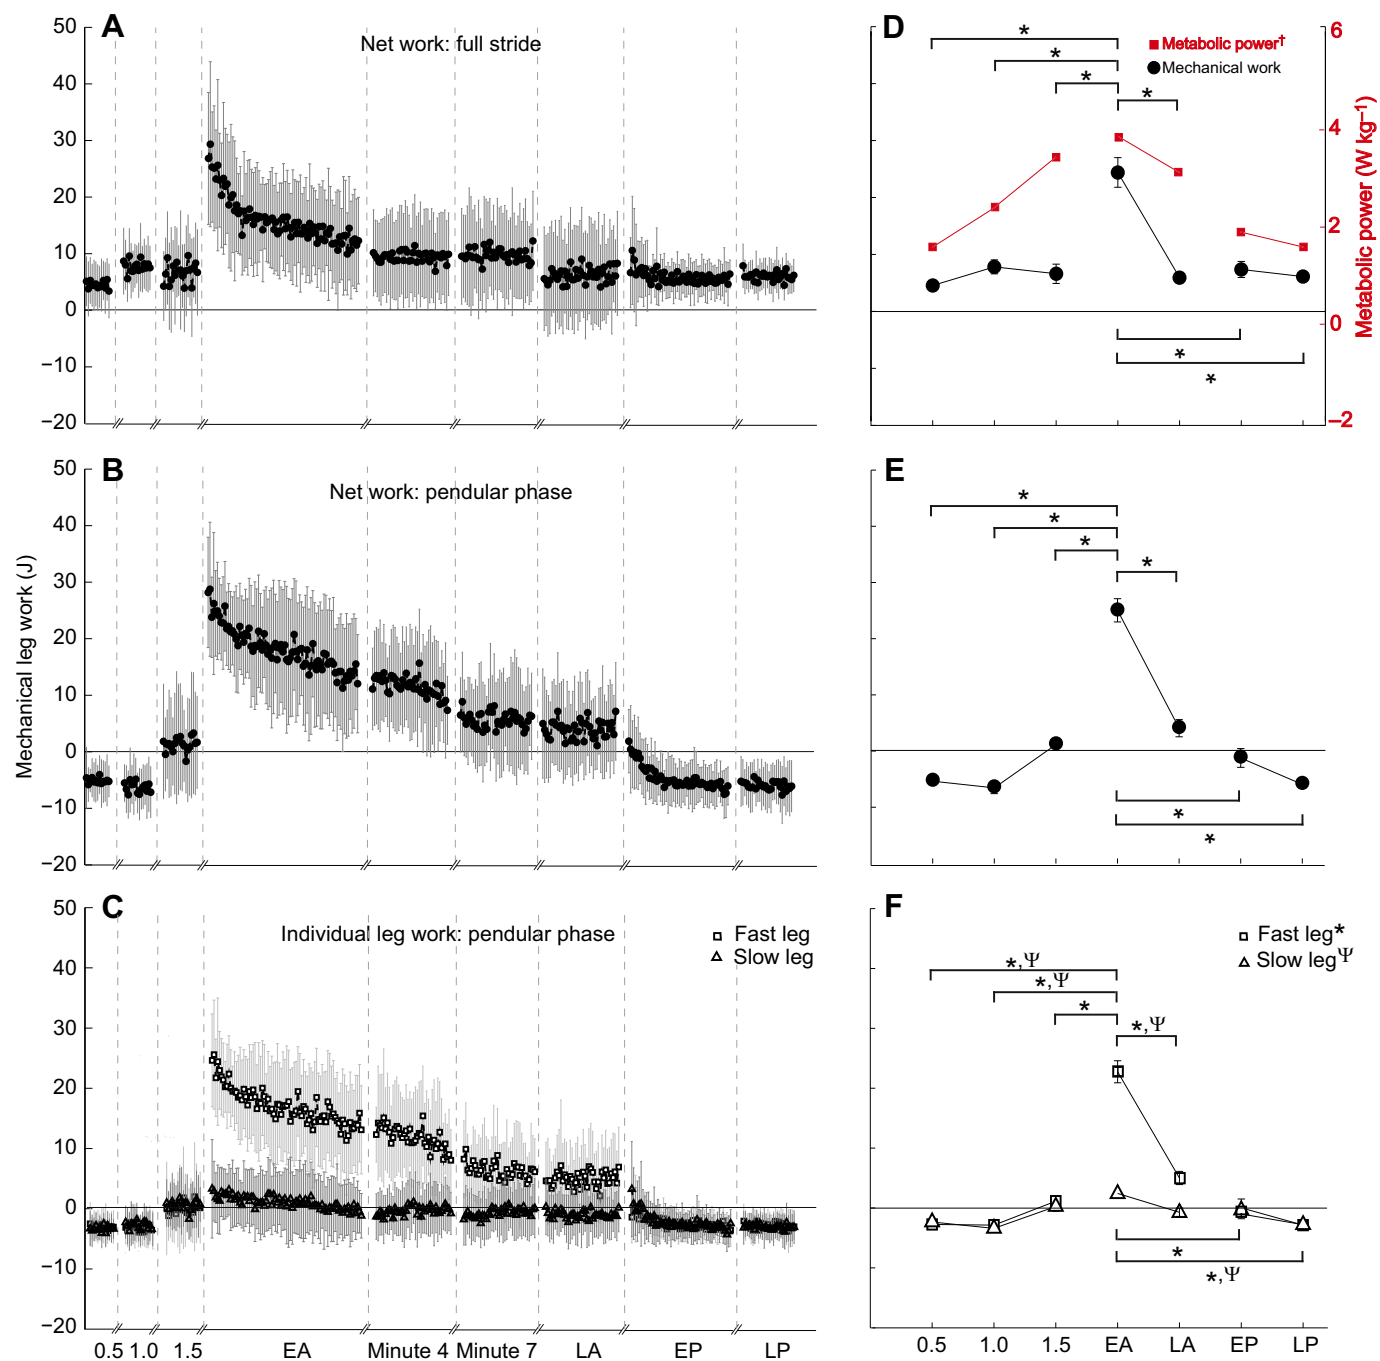 A
Net work: full stride
50
40
30
20
10
0
−10
−20
D
Metabolic power†
Mechanical work
*
*
*
*
*
*
6
4
2
0
−2
Metabolic power (W kg−1)
B
Net work: pendular phase
50
40
30
20
10
0
−10
−20
Mechanical leg work (J)
E
*
*
*
*
*
*
C
Individual leg work: pendular phase
Fast leg
Slow leg
50
40
30
20
10
0
−10
−20
0.5 1.0 1.5 EA Minute 4 Minute 7 LA EP LP
F
Fast leg*
Slow legΨ
*,Ψ
*,Ψ
*
*,Ψ
*
*,Ψ
0.5 1.0 1.5 EA LA EP LP